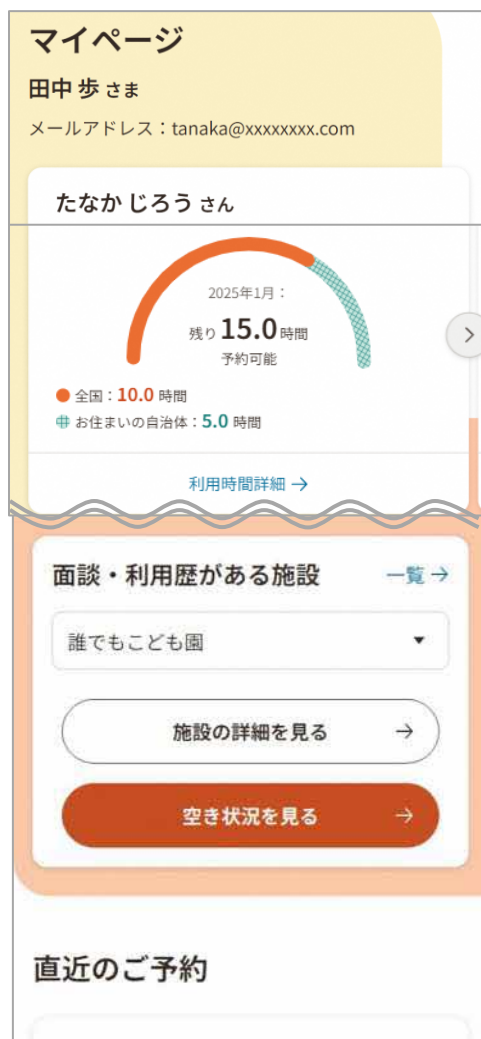 マイページ
田中 歩 さま
メールアドレス：tanaka@xxxxxxxx.com
たなか じろう さん
2025年1月：
残り 15.0 時間
予約可能
全国：10.0 時間
お住まいの自治体：5.0 時間
利用時間詳細 →
面談・利用歴がある施設 一覧 →
誰でもこども園
施設の詳細を見る →
空き状況を見る →
直近のご予約